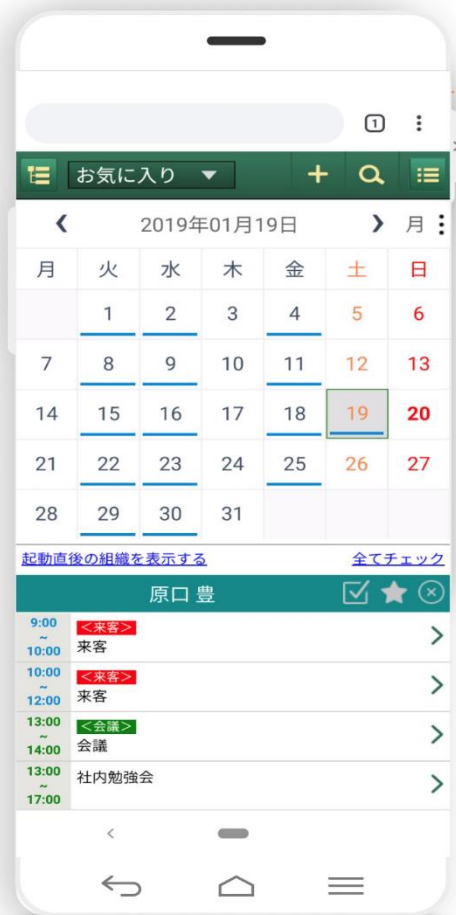 1
お気に入り
2019年01月19日 月
月 火 水 木 金 土 日
1 2 3 4 5 6
7 8 9 10 11 12 13
14 15 16 17 18 19 20
21 22 23 24 25 26 27
28 29 30 31
起動直後の組織を表示する 全てチェック
原口 豊
9:00 ~ 10:00 <来客> 来客
10:00 ~ 12:00 <来客> 来客
13:00 ~ 14:00 <会議> 会議
13:00 ~ 17:00 社内勉強会